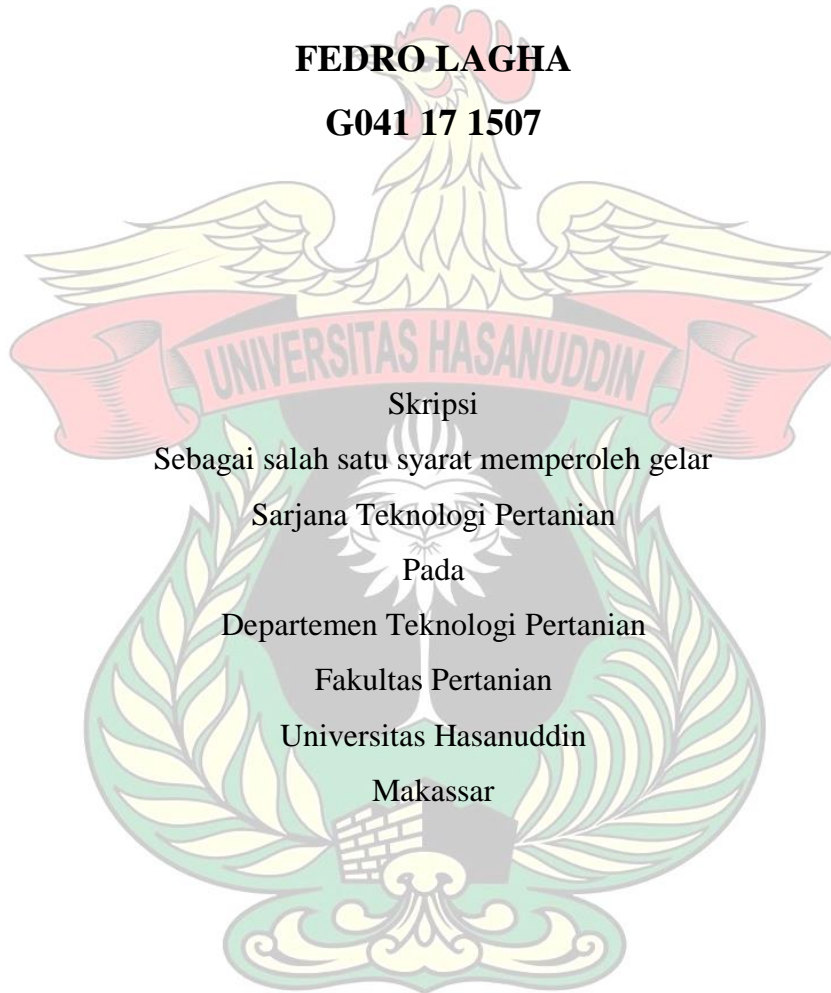 FEDRO LAGHA
G041 17 1507
UNIVERSITAS HASANUDDIN
Skripsi
Sebagai salah satu syarat memperoleh gelar
Sarjana Teknologi Pertanian
Pada
Departemen Teknologi Pertanian
Fakultas Pertanian
Universitas Hasanuddin
Makassar